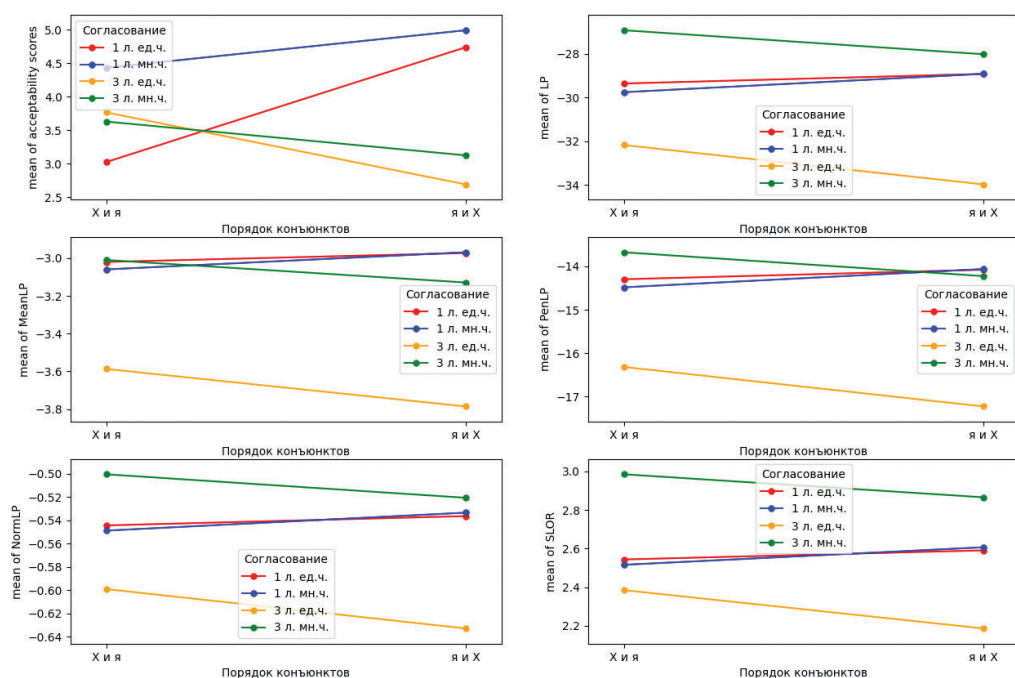 mean of acceptability scores
5.0
4.5
4.0
3.5
3.0
2.5
Согласование
1 л. ед.ч.
1 л. мн.ч.
3 л. ед.ч.
3 л. мн.ч.
X и я
я и X
Порядок конъюнктов
mean of LP
−28
−30
−32
−34
Согласование
1 л. ед.ч.
1 л. мн.ч.
3 л. ед.ч.
3 л. мн.ч.
X и я
я и X
Порядок конъюнктов
mean of MeanLP
−3.0
−3.2
−3.4
−3.6
−3.8
Согласование
1 л. ед.ч.
1 л. мн.ч.
3 л. ед.ч.
3 л. мн.ч.
X и я
я и X
Порядок конъюнктов
mean of PenLP
−14
−15
−16
−17
Согласование
1 л. ед.ч.
1 л. мн.ч.
3 л. ед.ч.
3 л. мн.ч.
X и я
я и X
Порядок конъюнктов
mean of NormLP
−0.50
−0.52
−0.54
−0.56
−0.58
−0.60
−0.62
−0.64
Согласование
1 л. ед.ч.
1 л. мн.ч.
3 л. ед.ч.
3 л. мн.ч.
X и я
я и X
Порядок конъюнктов
mean of SLOR
3.0
2.8
2.6
2.4
2.2
Согласование
1 л. ед.ч.
1 л. мн.ч.
3 л. ед.ч.
3 л. мн.ч.
X и я
я и X
Порядок конъюнктов